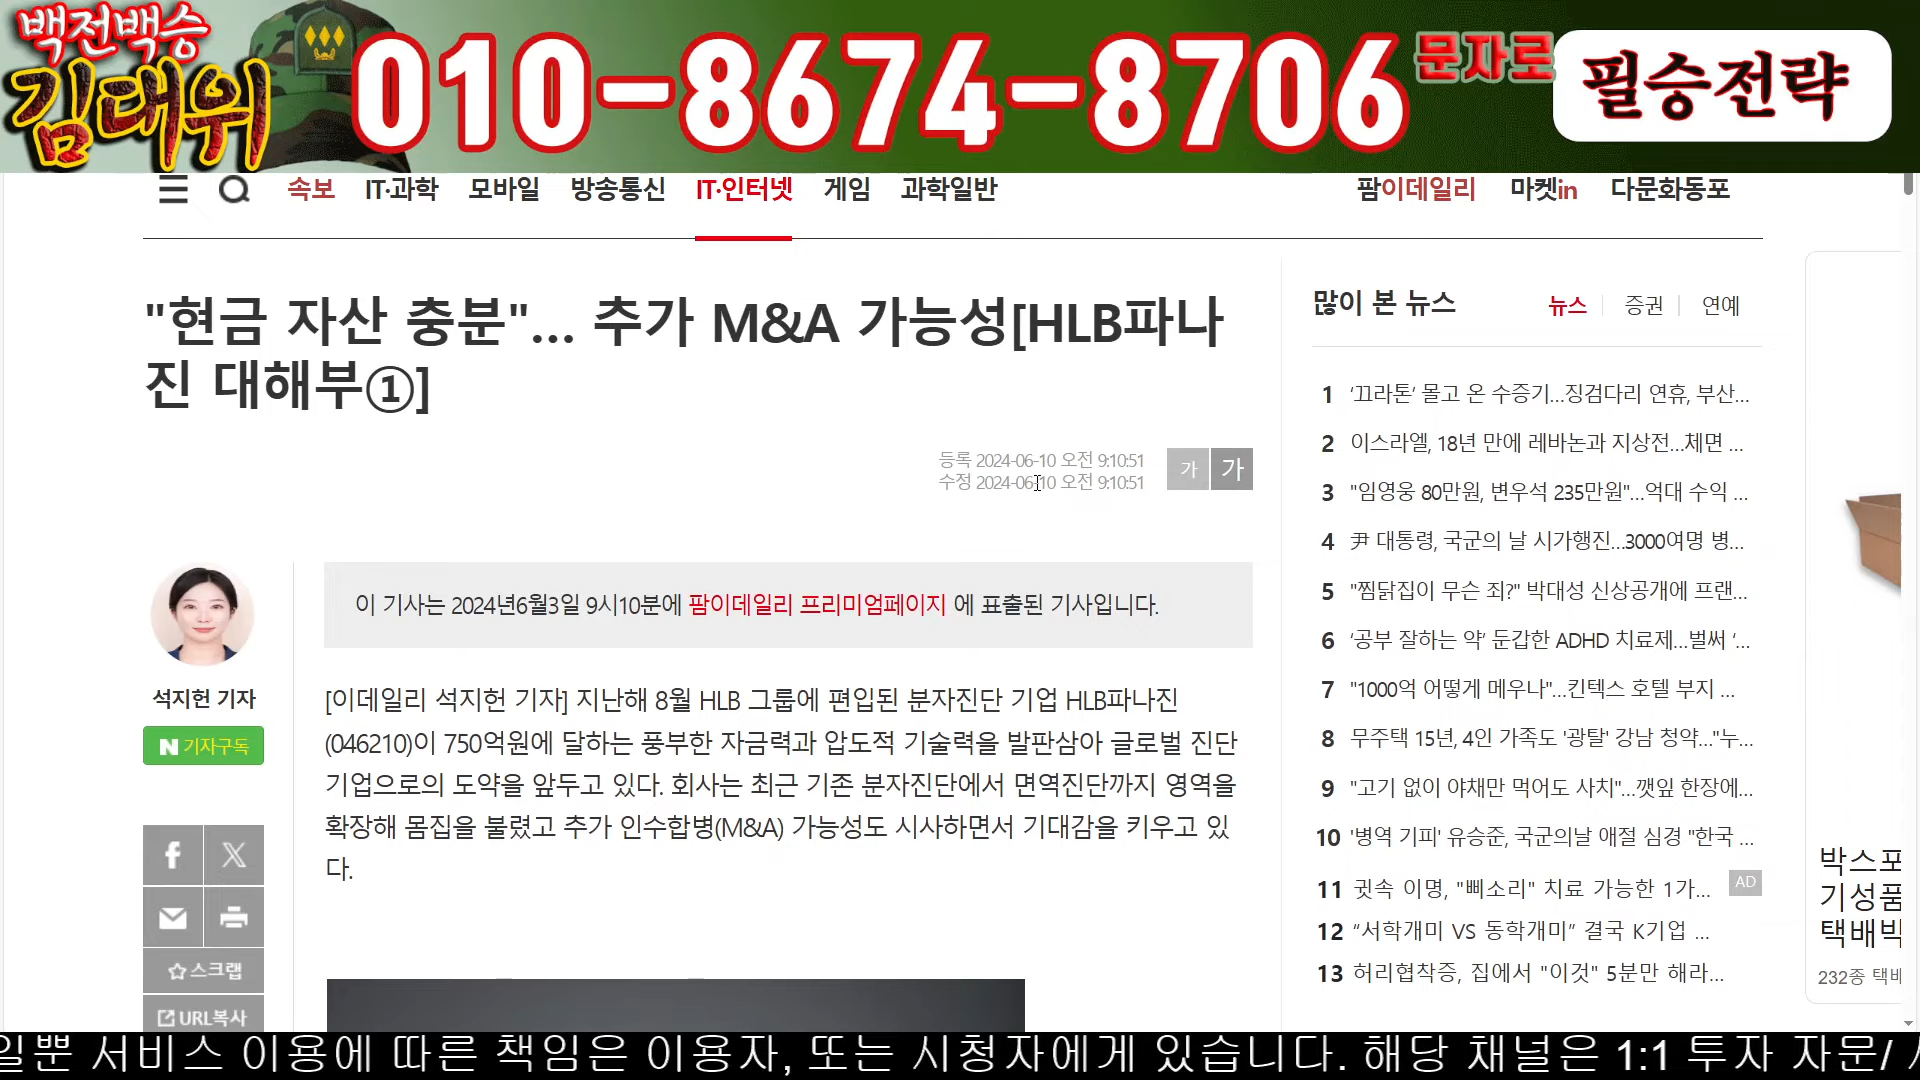 백전백승
김대위
010-8674-8706
문자로
필승전략
속보 IT·과학 모바일 방송통신 IT·인터넷 게임 과학일반
팜이데일리 마켓in 다문화동포
"현금 자산 충분"... 추가 M&A 가능성[HLB파나
진 대해부①]
등록 2024-06-10 오전 9:10:51
수정 2024-06-10 오전 9:10:51
가 가
이 기사는 2024년6월3일 9시10분에 팜이데일리 프리미엄페이지 에 표출된 기사입니다.
석지헌 기자
N 기자구독
[이데일리 석지헌 기자] 지난해 8월 HLB 그룹에 편입된 분자진단 기업 HLB파나진
(046210)이 750억원에 달하는 풍부한 자금력과 압도적 기술력을 발판삼아 글로벌 진단
기업으로의 도약을 앞두고 있다. 회사는 최근 기존 분자진단에서 면역진단까지 영역을
확장해 몸집을 불렸고 추가 인수합병(M&A) 가능성도 시사하면서 기대감을 키우고 있
다.
스크랩
URL복사
많이 본 뉴스
뉴스 증권 연예
1 ‘끄라톤’ 몰고 온 수증기...징검다리 연휴, 부산...
2 이스라엘, 18년 만에 레바논과 지상전...체면 ...
3 "임영웅 80만원, 변우석 235만원"...억대 수익 ...
4 尹 대통령, 국군의 날 시가행진...3000여명 병...
5 "찜닭집이 무슨 죄?" 박대성 신상공개에 프랜...
6 ‘공부 잘하는 약’ 둔갑한 ADHD 치료제...벌써 ‘...
7 "1000억 어떻게 메우나"...킨텍스 호텔 부지 ...
8 무주택 15년, 4인 가족도 '광탈' 강남 청약..."누...
9 "고기 없이 야채만 먹어도 사치"...깻잎 한장에...
10 '병역 기피' 유승준, 국군의날 애절 심경 "한국 ...
11 귓속 이명, "삐소리" 치료 가능한 1가... AD
12 “서학개미 VS 동학개미” 결국 K기업 ...
13 허리협착증, 집에서 "이것" 5분만 해라...
박스포
기성품
택배박
232종 택배
일뿐 서비스 이용에 따른 책임은 이용자, 또는 시청자에게 있습니다. 해당 채널은 1:1 투자 자문/